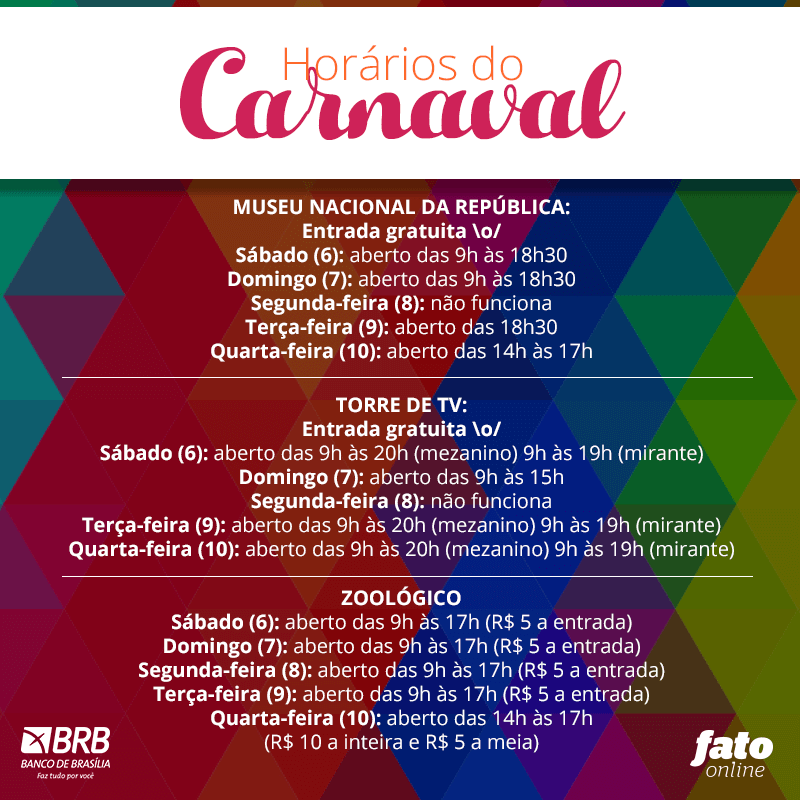 Horários do
Carnaval
MUSEU NACIONAL DA REPÚBLICA:
Entrada gratuita \o/
Sábado (6): aberto das 9h às 18h30
Domingo (7): aberto das 9h às 18h30
Segunda-feira (8): não funciona
Terça-feira (9): aberto das 18h30
Quarta-feira (10): aberto das 14h às 17h
TORRE DE TV:
Entrada gratuita \o/
Sábado (6): aberto das 9h às 20h (mezanino) 9h às 19h (mirante)
Domingo (7): aberto das 9h às 15h
Segunda-feira (8): não funciona
Terça-feira (9): aberto das 9h às 20h (mezanino) 9h às 19h (mirante)
Quarta-feira (10): aberto das 9h às 20h (mezanino) 9h às 19h (mirante)
ZOOLÓGICO
Sábado (6): aberto das 9h às 17h (R$ 5 a entrada)
Domingo (7): aberto das 9h às 17h (R$ 5 a entrada)
Segunda-feira (8): aberto das 9h às 17h (R$ 5 a entrada)
Terça-feira (9): aberto das 9h às 17h (R$ 5 a entrada)
Quarta-feira (10): aberto das 14h às 17h
(R$ 10 a inteira e R$ 5 a meia)
BRB
BANCO DE BRASÍLIA
Faz tudo por você
fato
online